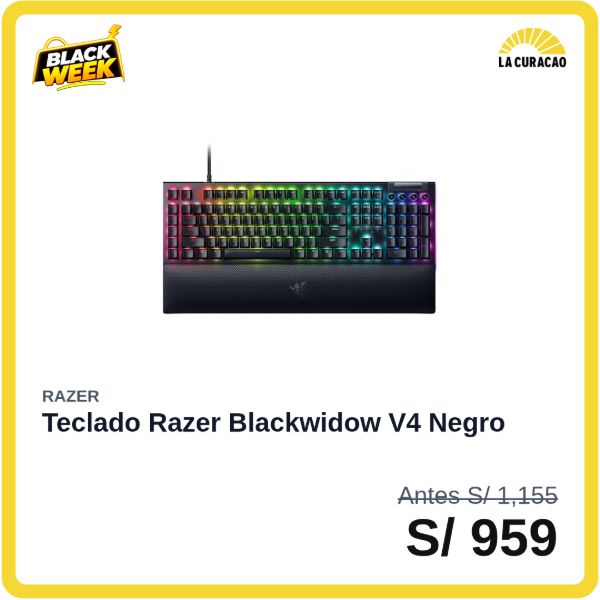 BLACK
WEEK
LA CURACAO
RAZER
Teclado Razer Blackwidow V4 Negro
Antes S/ 1,155
S/ 959